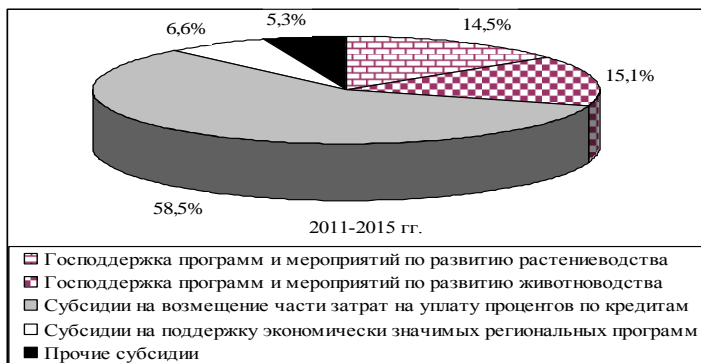 6,6%
5,3%
14,5%
15,1%
58,5%
2011-2015 гг.
Господдержка программ и мероприятий по развитию растениеводства
Господдержка программ и мероприятий по развитию животноводства
Субсидии на возмещение части затрат на уплату процентов по кредитам
Субсидии на поддержку экономически значимых региональных программ
Прочие субсидии